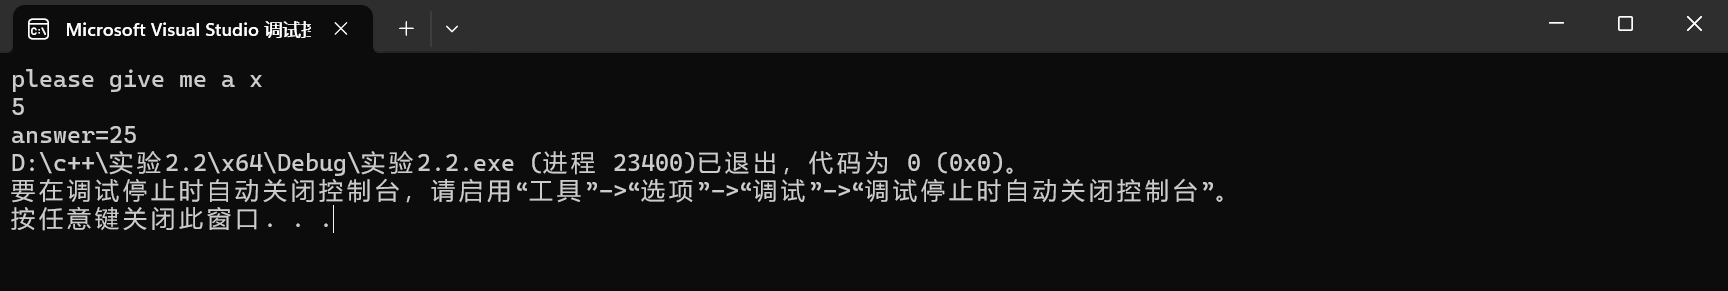 Microsoft Visual Studio 调试
please give me a x
5
answer=25
D:\c++\实验2.2\x64\Debug\实验2.2.exe (进程 23400)已退出，代码为 0 (0x0)。
要在调试停止时自动关闭控制台，请启用“工具”->“选项”->“调试”->“调试停止时自动关闭控制台”。
按任意键关闭此窗口. . .